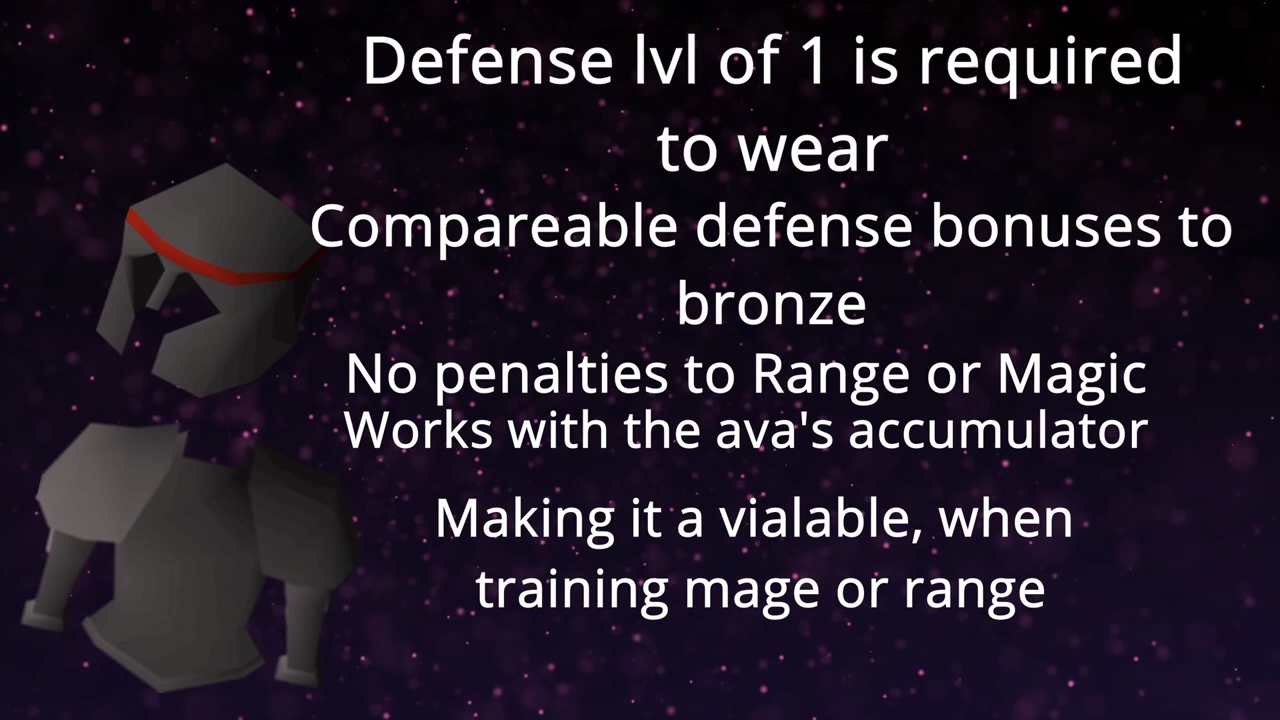 Defense lvl of 1 is required
to wear
Compareable defense bonuses to
bronze
No penalties to Range or Magic
Works with the ava's accumulator
Making it a vialable, when
training mage or range